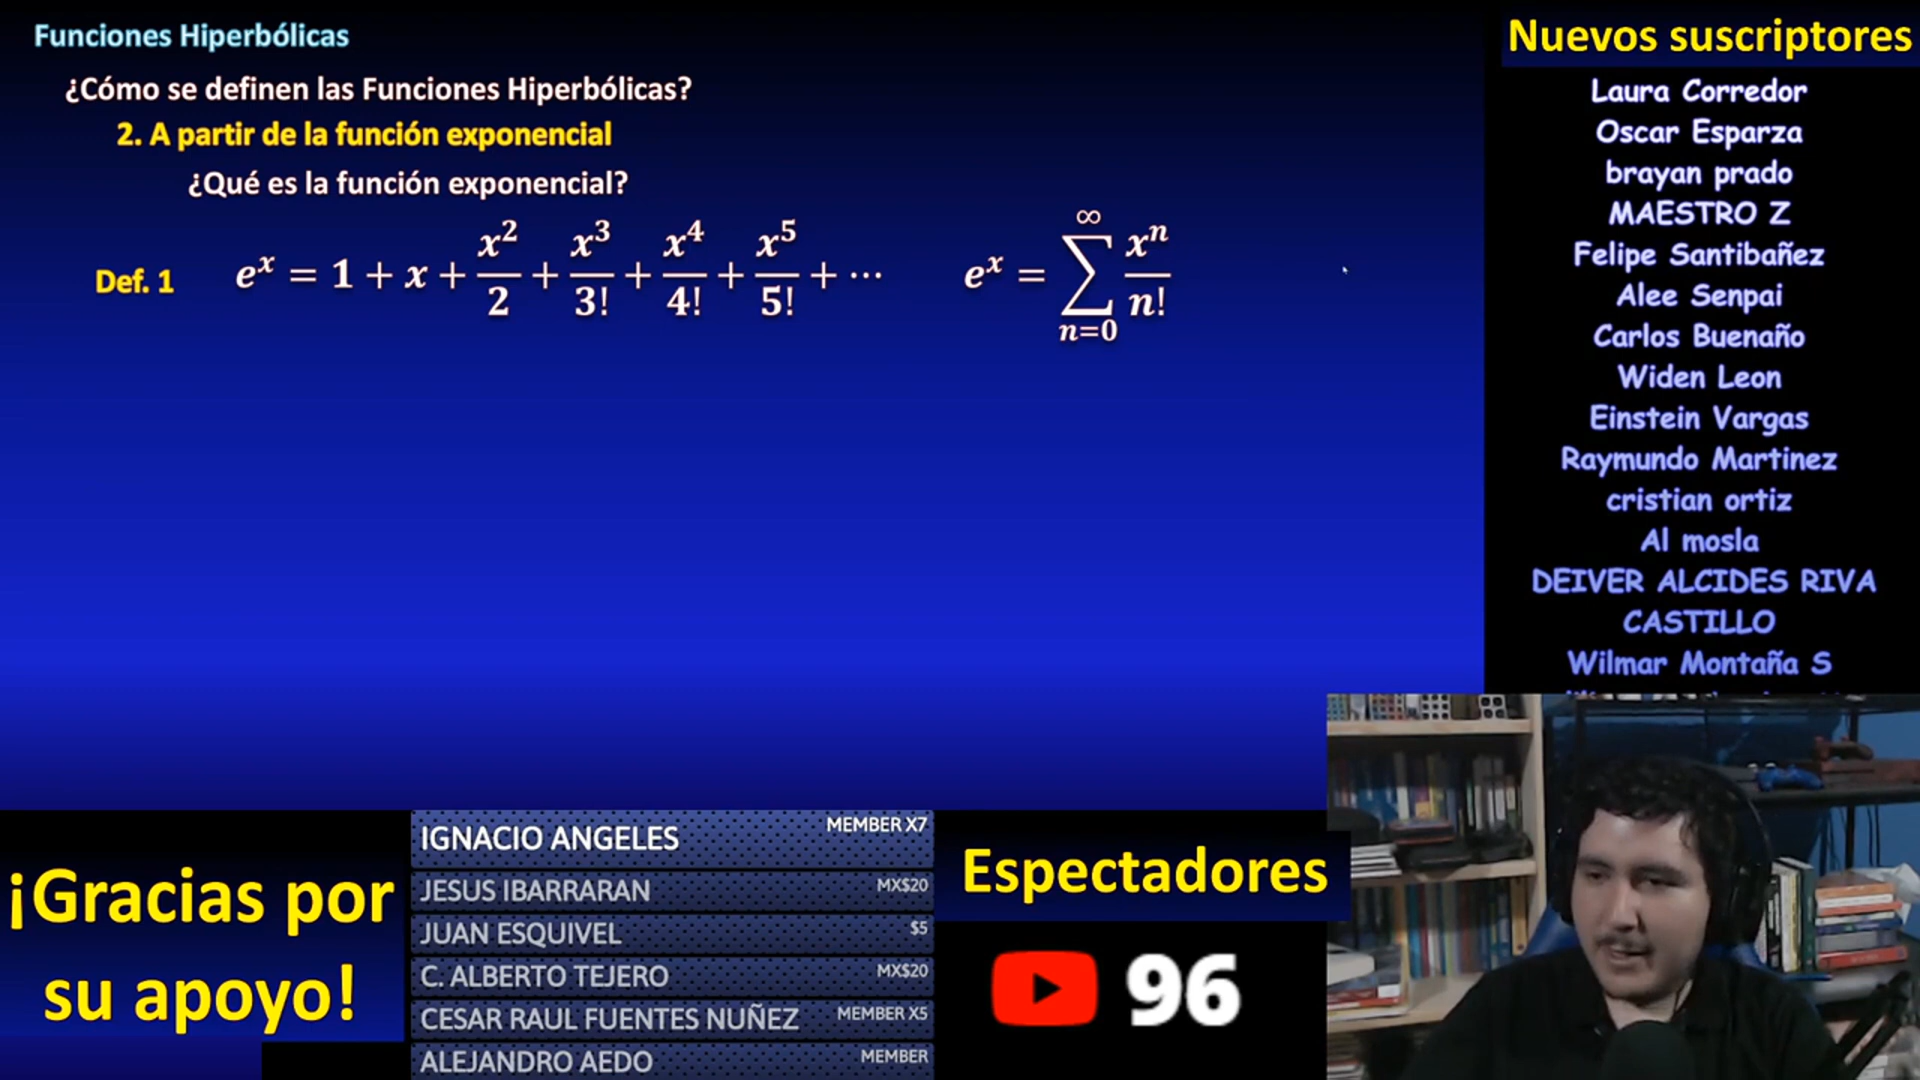 Funciones Hiperbólicas
¿Cómo se definen las Funciones Hiperbólicas?
2. A partir de la función exponencial
¿Qué es la función exponencial?
Def. 1 e^x = 1 + x + x^2/2 + x^3/3! + x^4/4! + x^5/5! + ⋯ e^x = ∑_{n=0}^{∞} x^n/n!
Nuevos suscriptores
Laura Corredor
Oscar Esparza
brayan prado
MAESTRO Z
Felipe Santibañez
Alee Senpai
Carlos Buenaño
Widen Leon
Einstein Vargas
Raymundo Martinez
cristian ortiz
Al mosla
DEIVER ALCIDES RIVA
CASTILLO
Wilmar Montaña S
¡Gracias por
su apoyo!
IGNACIO ANGELES MEMBER X7
JESUS IBARRARAN MX$20
JUAN ESQUIVEL $5
C. ALBERTO TEJERO MX$20
CESAR RAUL FUENTES NUÑEZ MEMBER X5
ALEJANDRO AEDO MEMBER
Espectadores
96